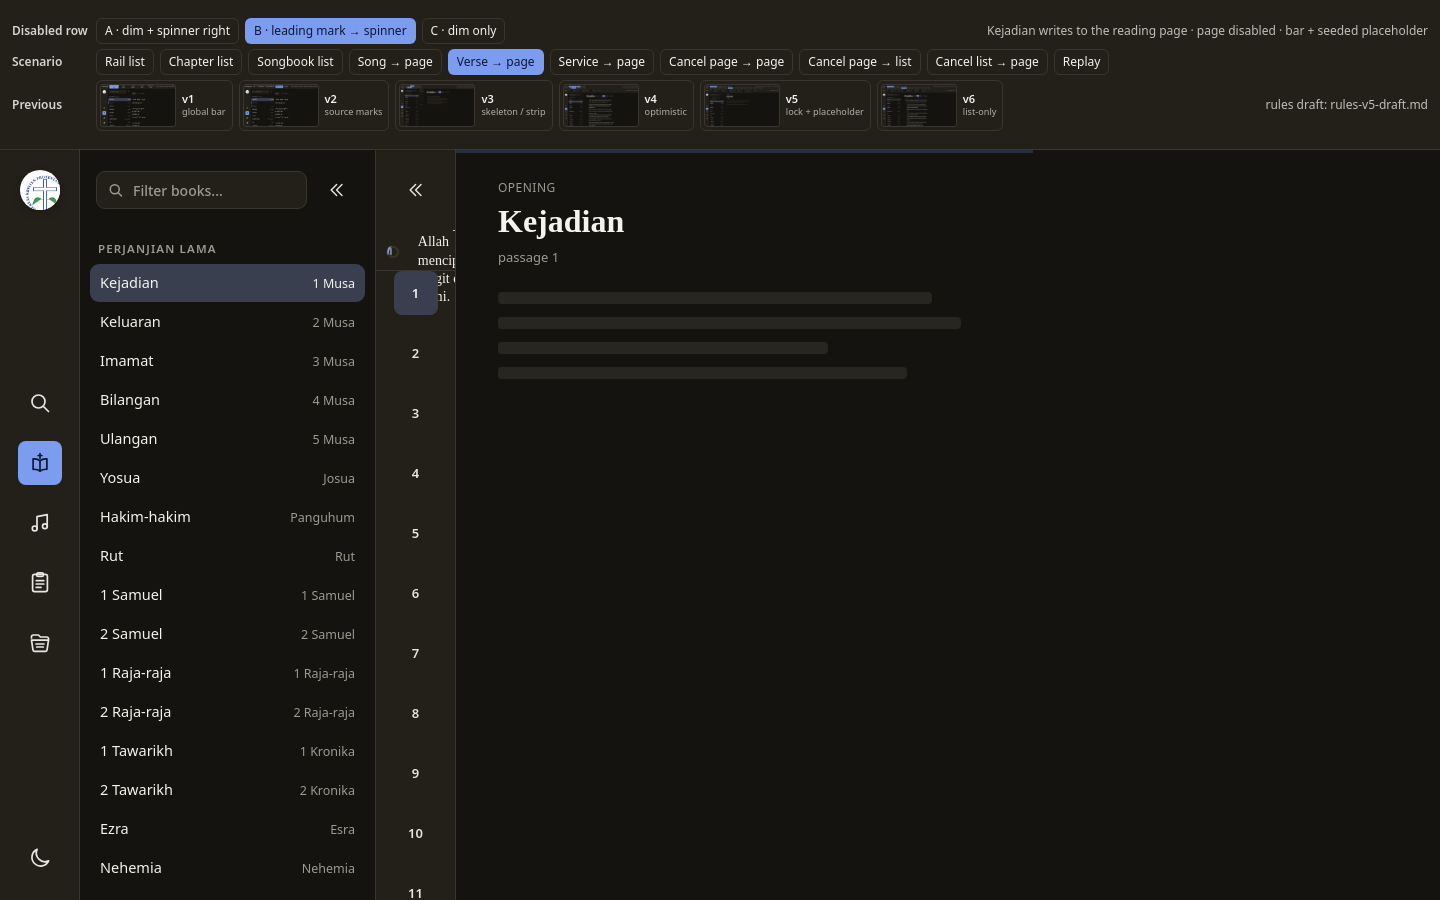 Disabled row A · dim + spinner right B · leading mark → spinner C · dim only Kejadian writes to the reading page · page disabled · bar + seeded placeholder
Scenario Rail list Chapter list Songbook list Song → page Verse → page Service → page Cancel page → page Cancel page → list Cancel list → page Replay
Previous v1 global bar v2 source marks v3 skeleton / strip v4 optimistic v5 lock + placeholder v6 list-only rules draft: rules-v5-draft.md
Filter books...
PERJANJIAN LAMA
Kejadian 1 Musa
Keluaran 2 Musa
Imamat 3 Musa
Bilangan 4 Musa
Ulangan 5 Musa
Yosua Josua
Hakim-hakim Panguhum
Rut Rut
1 Samuel 1 Samuel
2 Samuel 2 Samuel
1 Raja-raja 1 Raja-raja
2 Raja-raja 2 Raja-raja
1 Tawarikh 1 Kronika
2 Tawarikh 2 Kronika
Ezra Esra
Nehemia Nehemia
Allah
1
2
3
4
5
6
7
8
9
10
11
OPENING
Kejadian
passage 1